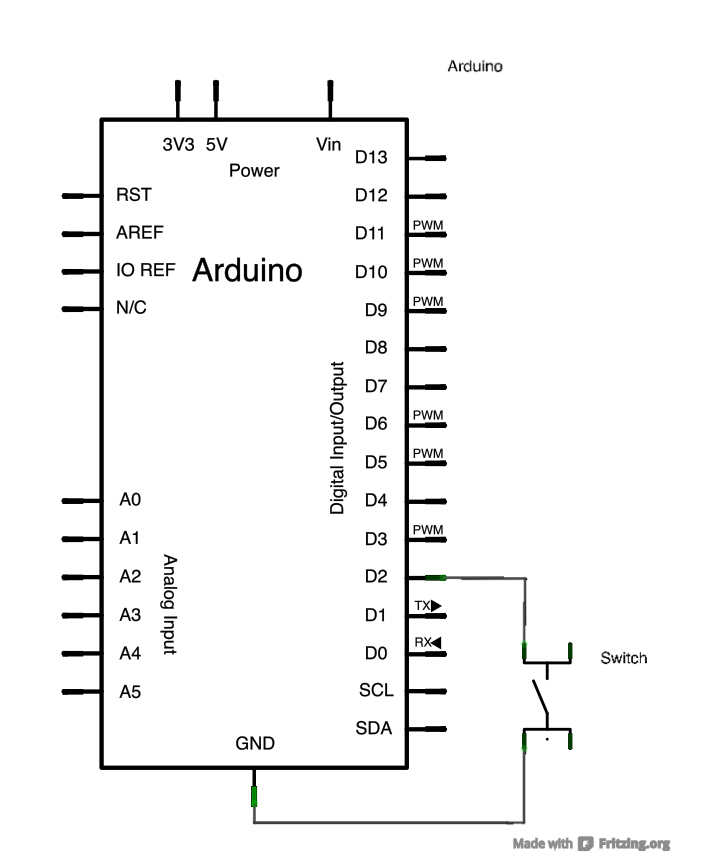 Arduino
3V3 5V Vin
Power
D13
RST
D12
AREF
D11 PWM
IO REF
Arduino
D10 PWM
N/C
D9 PWM
D8
D7
Digital Input/Output
D6 PWM
D5 PWM
A0
D4
A1
D3 PWM
A2
D2
Analog Input
A3
D1 TX
A4
D0 RX
Switch
A5
SCL
SDA
GND
Made with Fritzing.org